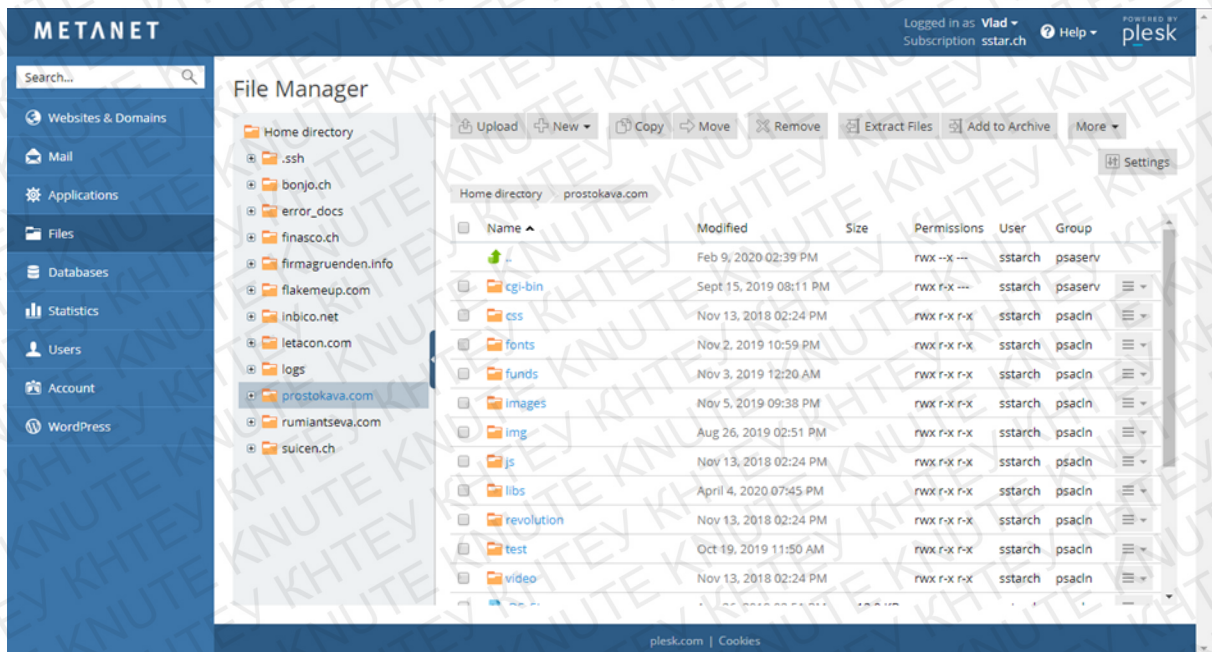 METANET
Logged in as Vlad
Subscription sstar.ch
Help
POWERED BY
plesk
Search...
Websites & Domains
Mail
Applications
Files
Databases
Statistics
Users
Account
WordPress
File Manager
Home directory
.ssh
bonjo.ch
error_docs
finasco.ch
firmagruenden.info
flakemeup.com
inbico.net
letacon.com
logs
prostokava.com
rumiantseva.com
suicen.ch
Upload New Copy Move Remove Extract Files Add to Archive More
Settings
Home directory prostokava.com
Name Modified Size Permissions User Group
.. Feb 9, 2020 02:39 PM rwx --x --- sstarch psaserv
cgi-bin Sept 15, 2019 08:11 PM rwx r-x --- sstarch psaserv
css Nov 13, 2018 02:24 PM rwx r-x r-x sstarch psacln
fonts Nov 2, 2019 10:59 PM rwx r-x r-x sstarch psacln
funds Nov 3, 2019 12:20 AM rwx r-x r-x sstarch psacln
images Nov 5, 2019 09:38 PM rwx r-x r-x sstarch psacln
img Aug 26, 2019 02:51 PM rwx r-x r-x sstarch psacln
js Nov 13, 2018 02:24 PM rwx r-x r-x sstarch psacln
libs April 4, 2020 07:45 PM rwx r-x r-x sstarch psacln
revolution Nov 13, 2018 02:24 PM rwx r-x r-x sstarch psacln
test Oct 19, 2019 11:50 AM rwx r-x r-x sstarch psacln
video Nov 13, 2018 02:24 PM rwx r-x r-x sstarch psacln
plesk.com | Cookies
KNUTE KHTEY